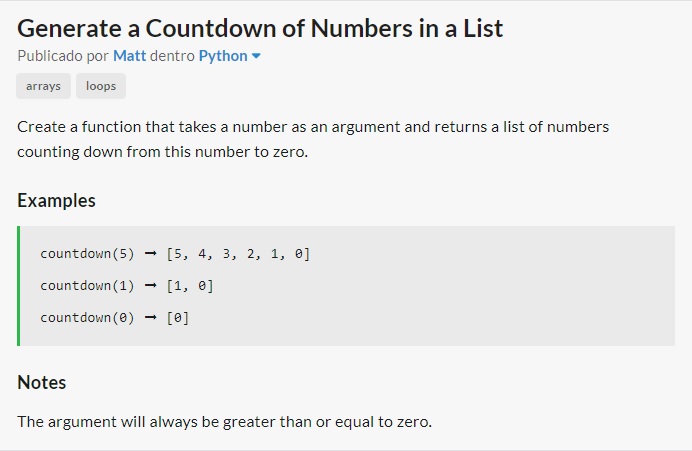 Generate a Countdown of Numbers in a List
Publicado por Matt dentro Python
arrays loops
Create a function that takes a number as an argument and returns a list of numbers
counting down from this number to zero.
Examples
countdown(5) ➞ [5, 4, 3, 2, 1, 0]
countdown(1) ➞ [1, 0]
countdown(0) ➞ [0]
Notes
The argument will always be greater than or equal to zero.